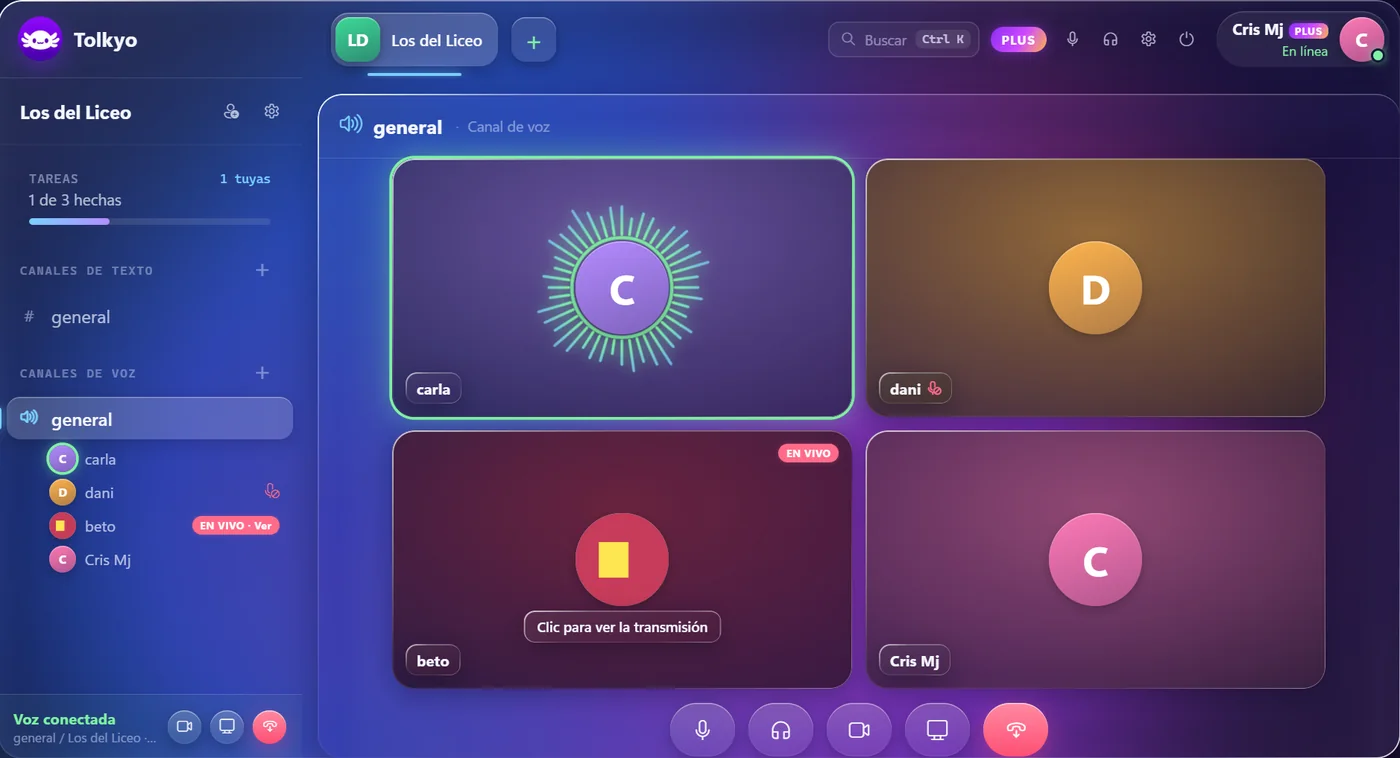 Tolkyo
LD Los del Liceo +
Buscar Ctrl K
PLUS
Cris Mj PLUS
En línea
C
Los del Liceo
TAREAS 1 tuyas
1 de 3 hechas
CANALES DE TEXTO +
# general
CANALES DE VOZ +
general
C carla
D dani
beto EN VIVO · Ver
C Cris Mj
Voz conectada
general / Los del Liceo ·...
general · Canal de voz
C
carla
D
dani
EN VIVO
Clic para ver la transmisión
beto
C
Cris Mj